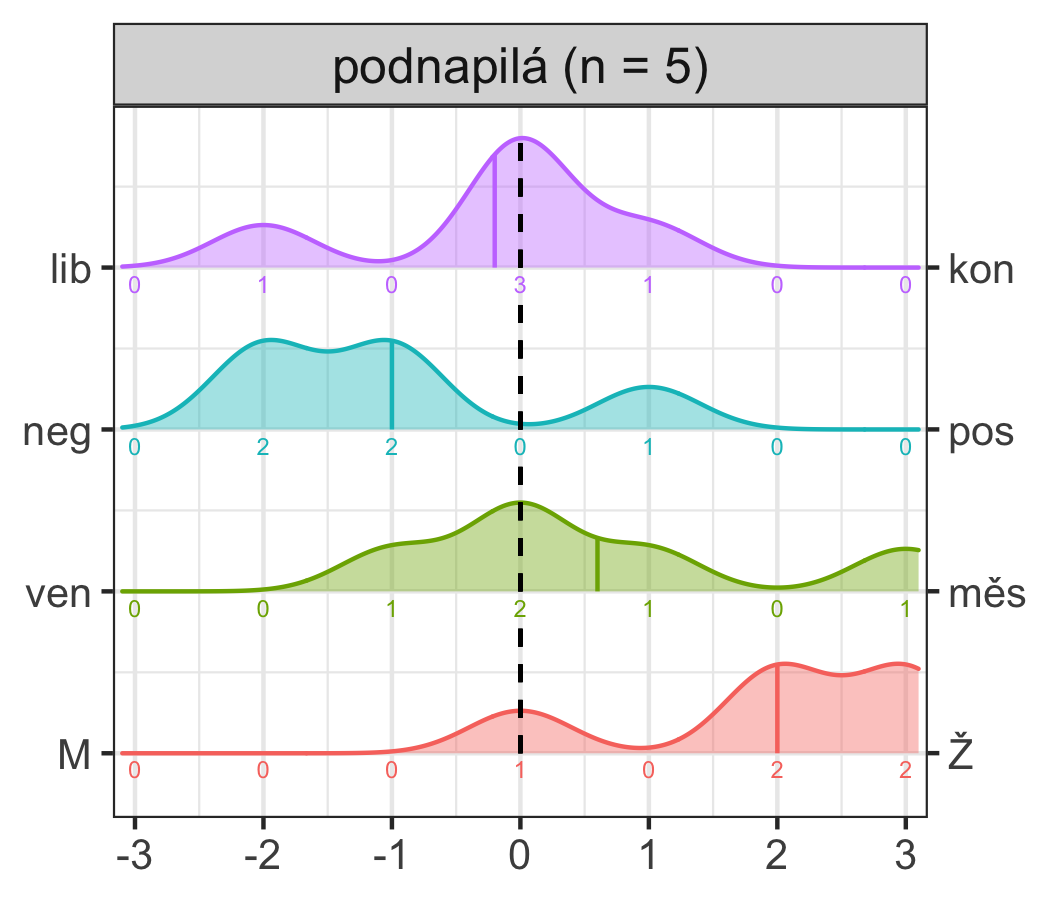 podnapilá (n = 5)
lib kon
0 1 0 3 1 0 0
neg pos
0 2 2 0 1 0 0
ven měs
0 0 1 2 1 0 1
M Ž
0 0 0 1 0 2 2
-3 -2 -1 0 1 2 3